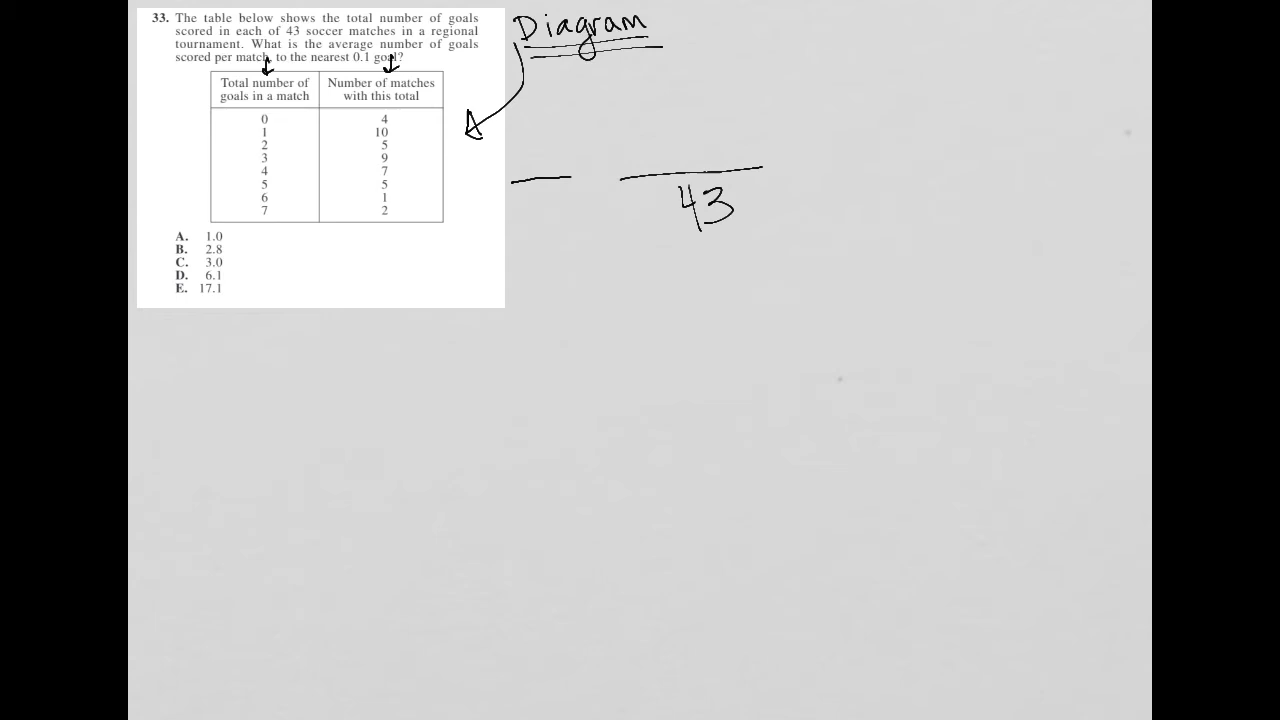 33. The table below shows the total number of goals
scored in each of 43 soccer matches in a regional
tournament. What is the average number of goals
scored per match, to the nearest 0.1 goal?
Total number of goals in a match Number of matches with this total
0 4
1 10
2 5
3 9
4 7
5 5
6 1
7 2
A. 1.0
B. 2.8
C. 3.0
D. 6.1
E. 17.1
Diagram
43